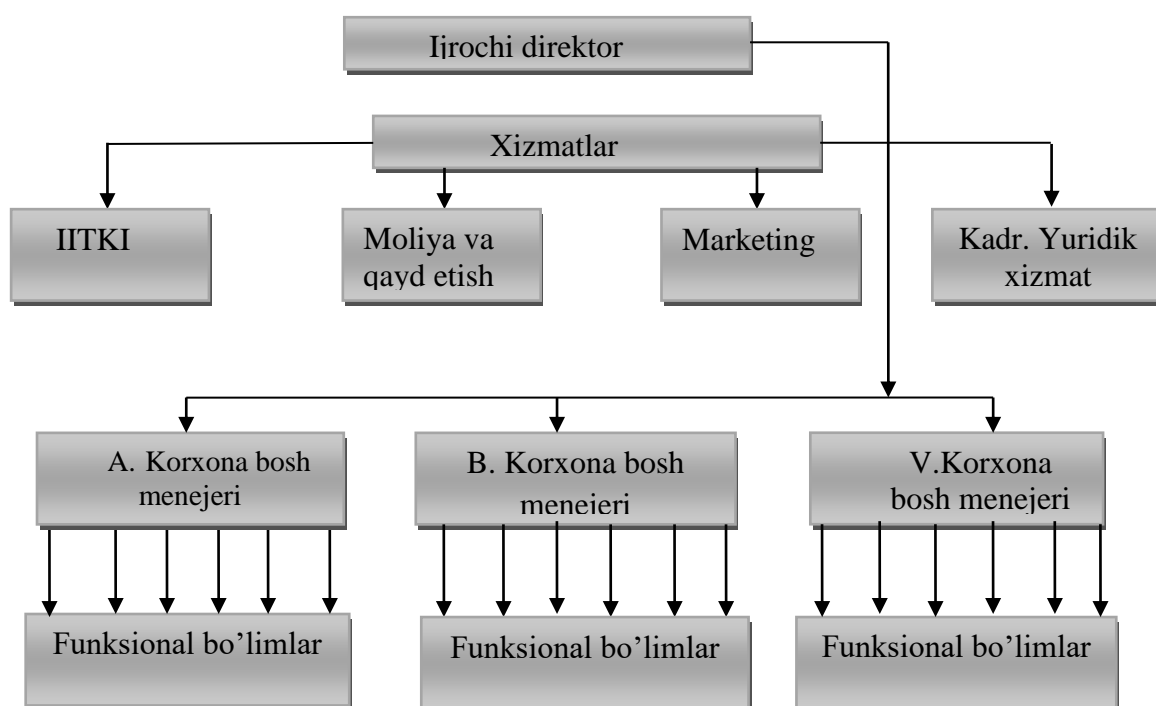 Ijrochi direktor
Xizmatlar
IITKI
Moliya va
qayd etish
Marketing
Kadr. Yuridik
xizmat
A. Korxona bosh
menejeri
B. Korxona bosh
menejeri
V.Korxona
bosh menejeri
Funksional bo’limlar
Funksional bo’limlar
Funksional bo’limlar